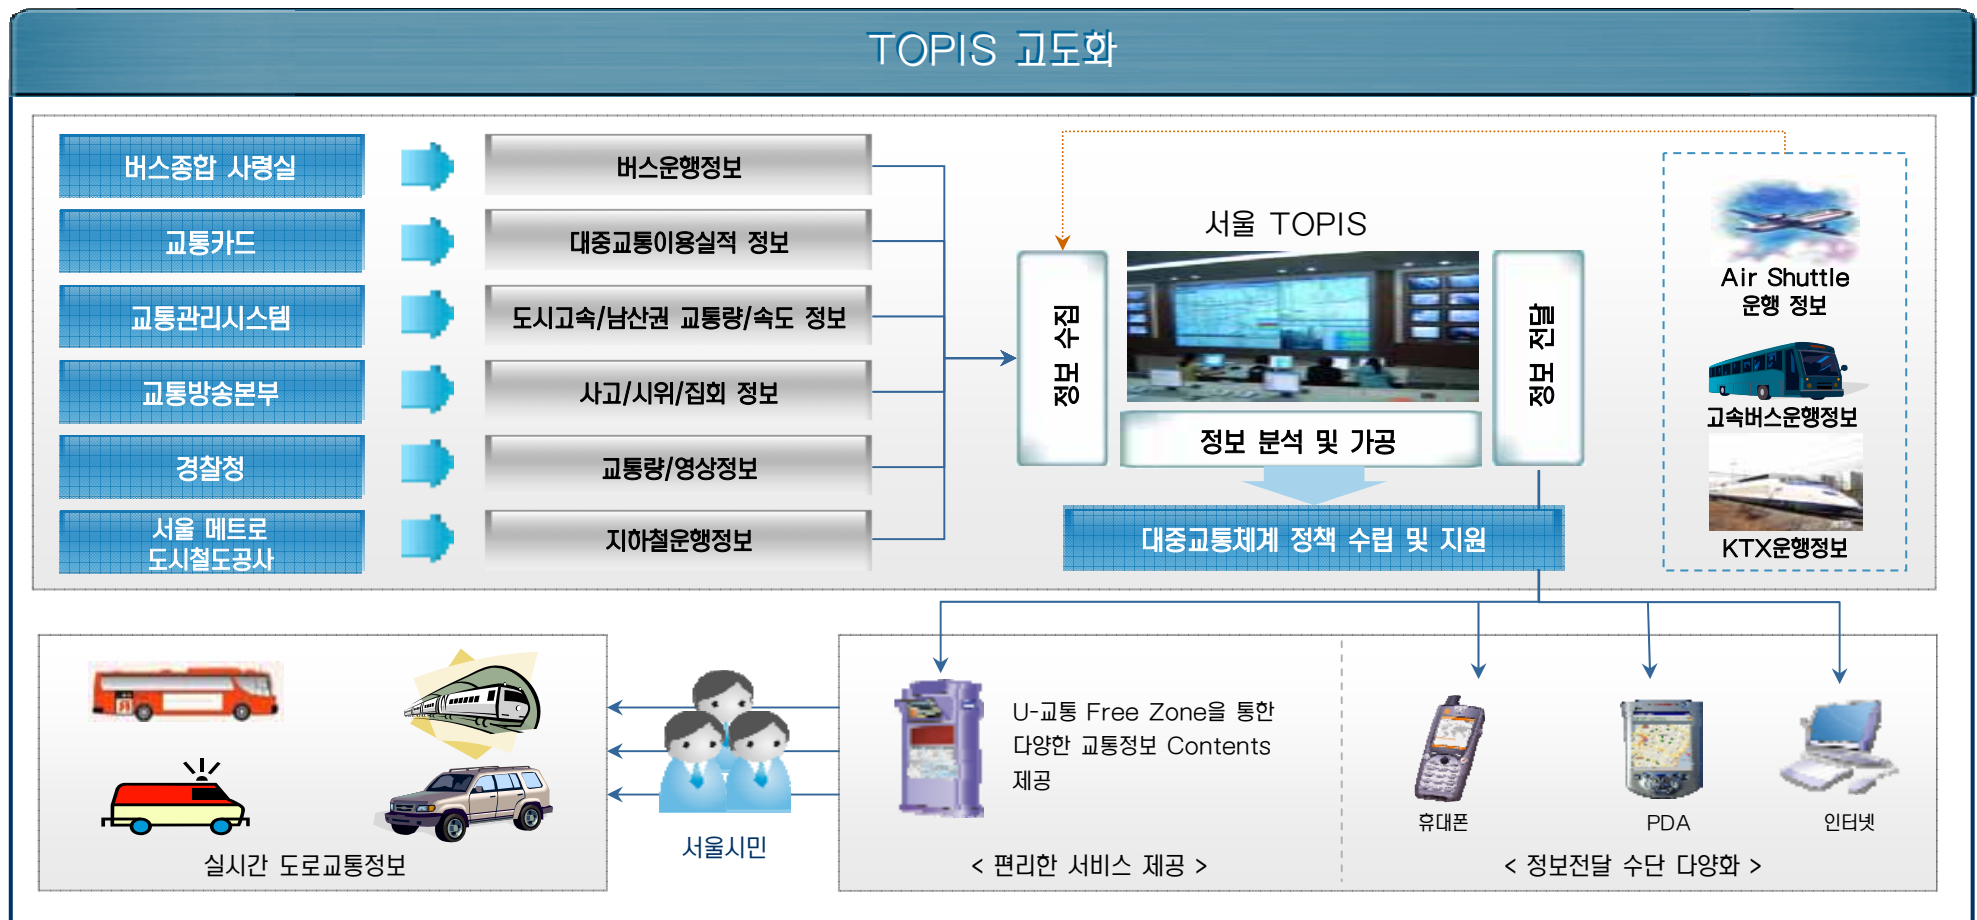 TOPIS 고도화
버스종합 사령실
버스운행정보
교통카드
대중교통이용실적 정보
교통관리시스템
도시고속/남산권 교통량/속도 정보
교통방송본부
사고/시위/집회 정보
경찰청
교통량/영상정보
서울 메트로
도시철도공사
지하철운행정보
서울 TOPIS
정보 수집
정보 전달
정보 분석 및 가공
대중교통체계 정책 수립 및 지원
Air Shuttle
운행 정보
고속버스운행정보
KTX운행정보
실시간 도로교통정보
서울시민
U-교통 Free Zone을 통한
다양한 교통정보 Contents
제공
< 편리한 서비스 제공 >
휴대폰
PDA
인터넷
< 정보전달 수단 다양화 >